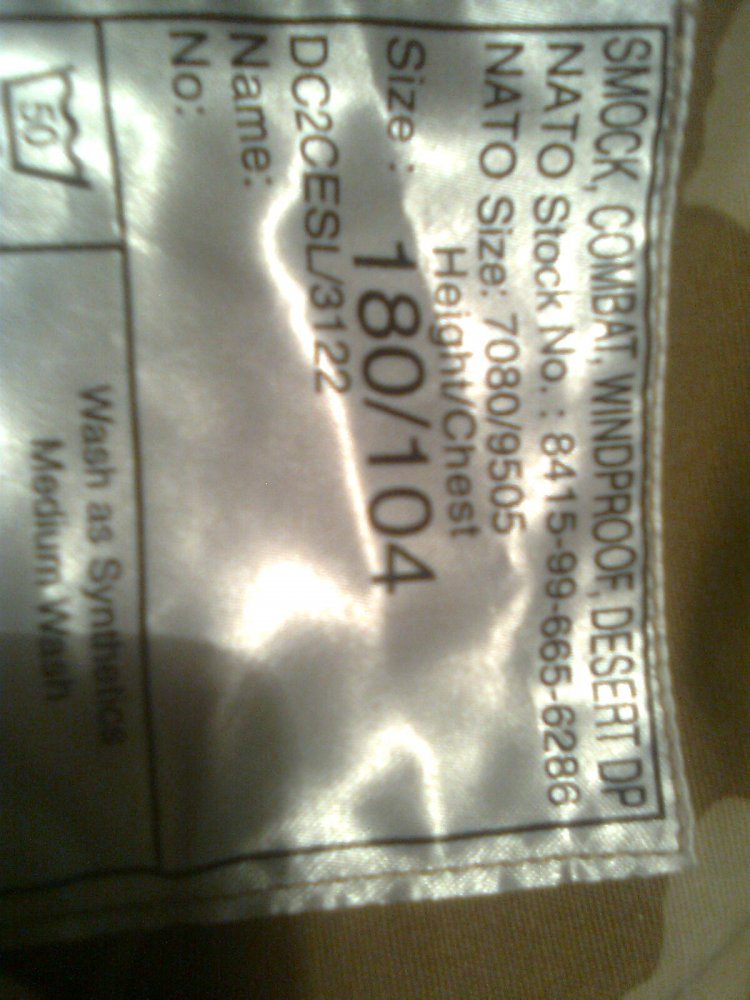 SMOCK, COMBAT, WINDPROOF, DESERT DP
NATO Stock No. : 8415-99-665-6286
NATO Size: 7080/9505
Height/Chest
Size : 180/104
DC2CESL/3122
Name:
No:
50
Wash as Synthetics
Medium Wash